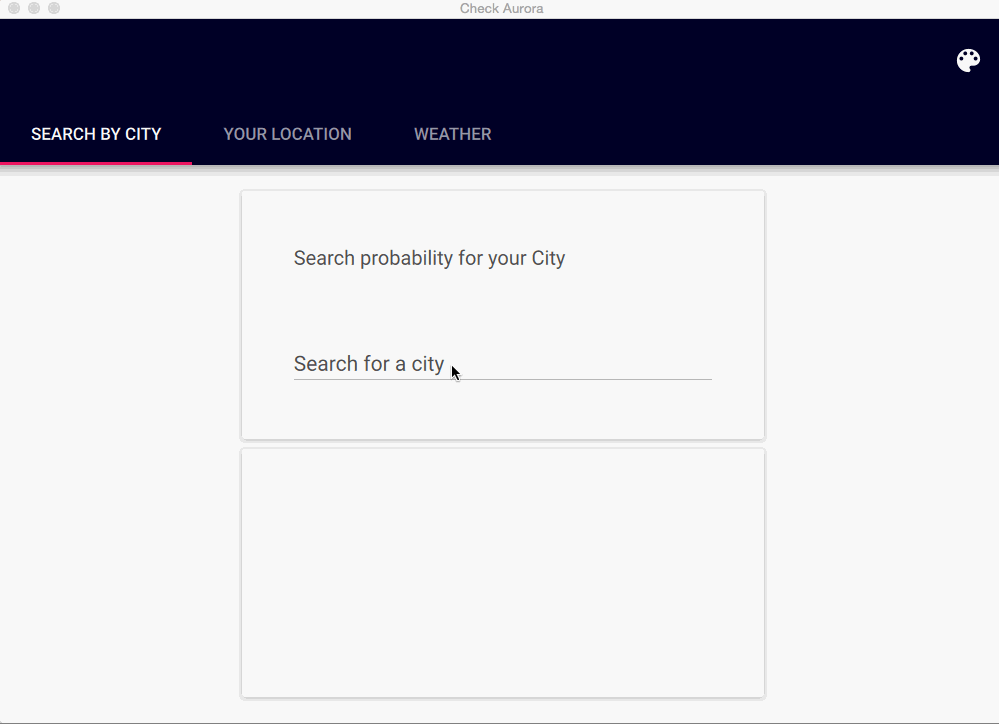 Check Aurora
SEARCH BY CITY YOUR LOCATION WEATHER
Search probability for your City
Search for a city